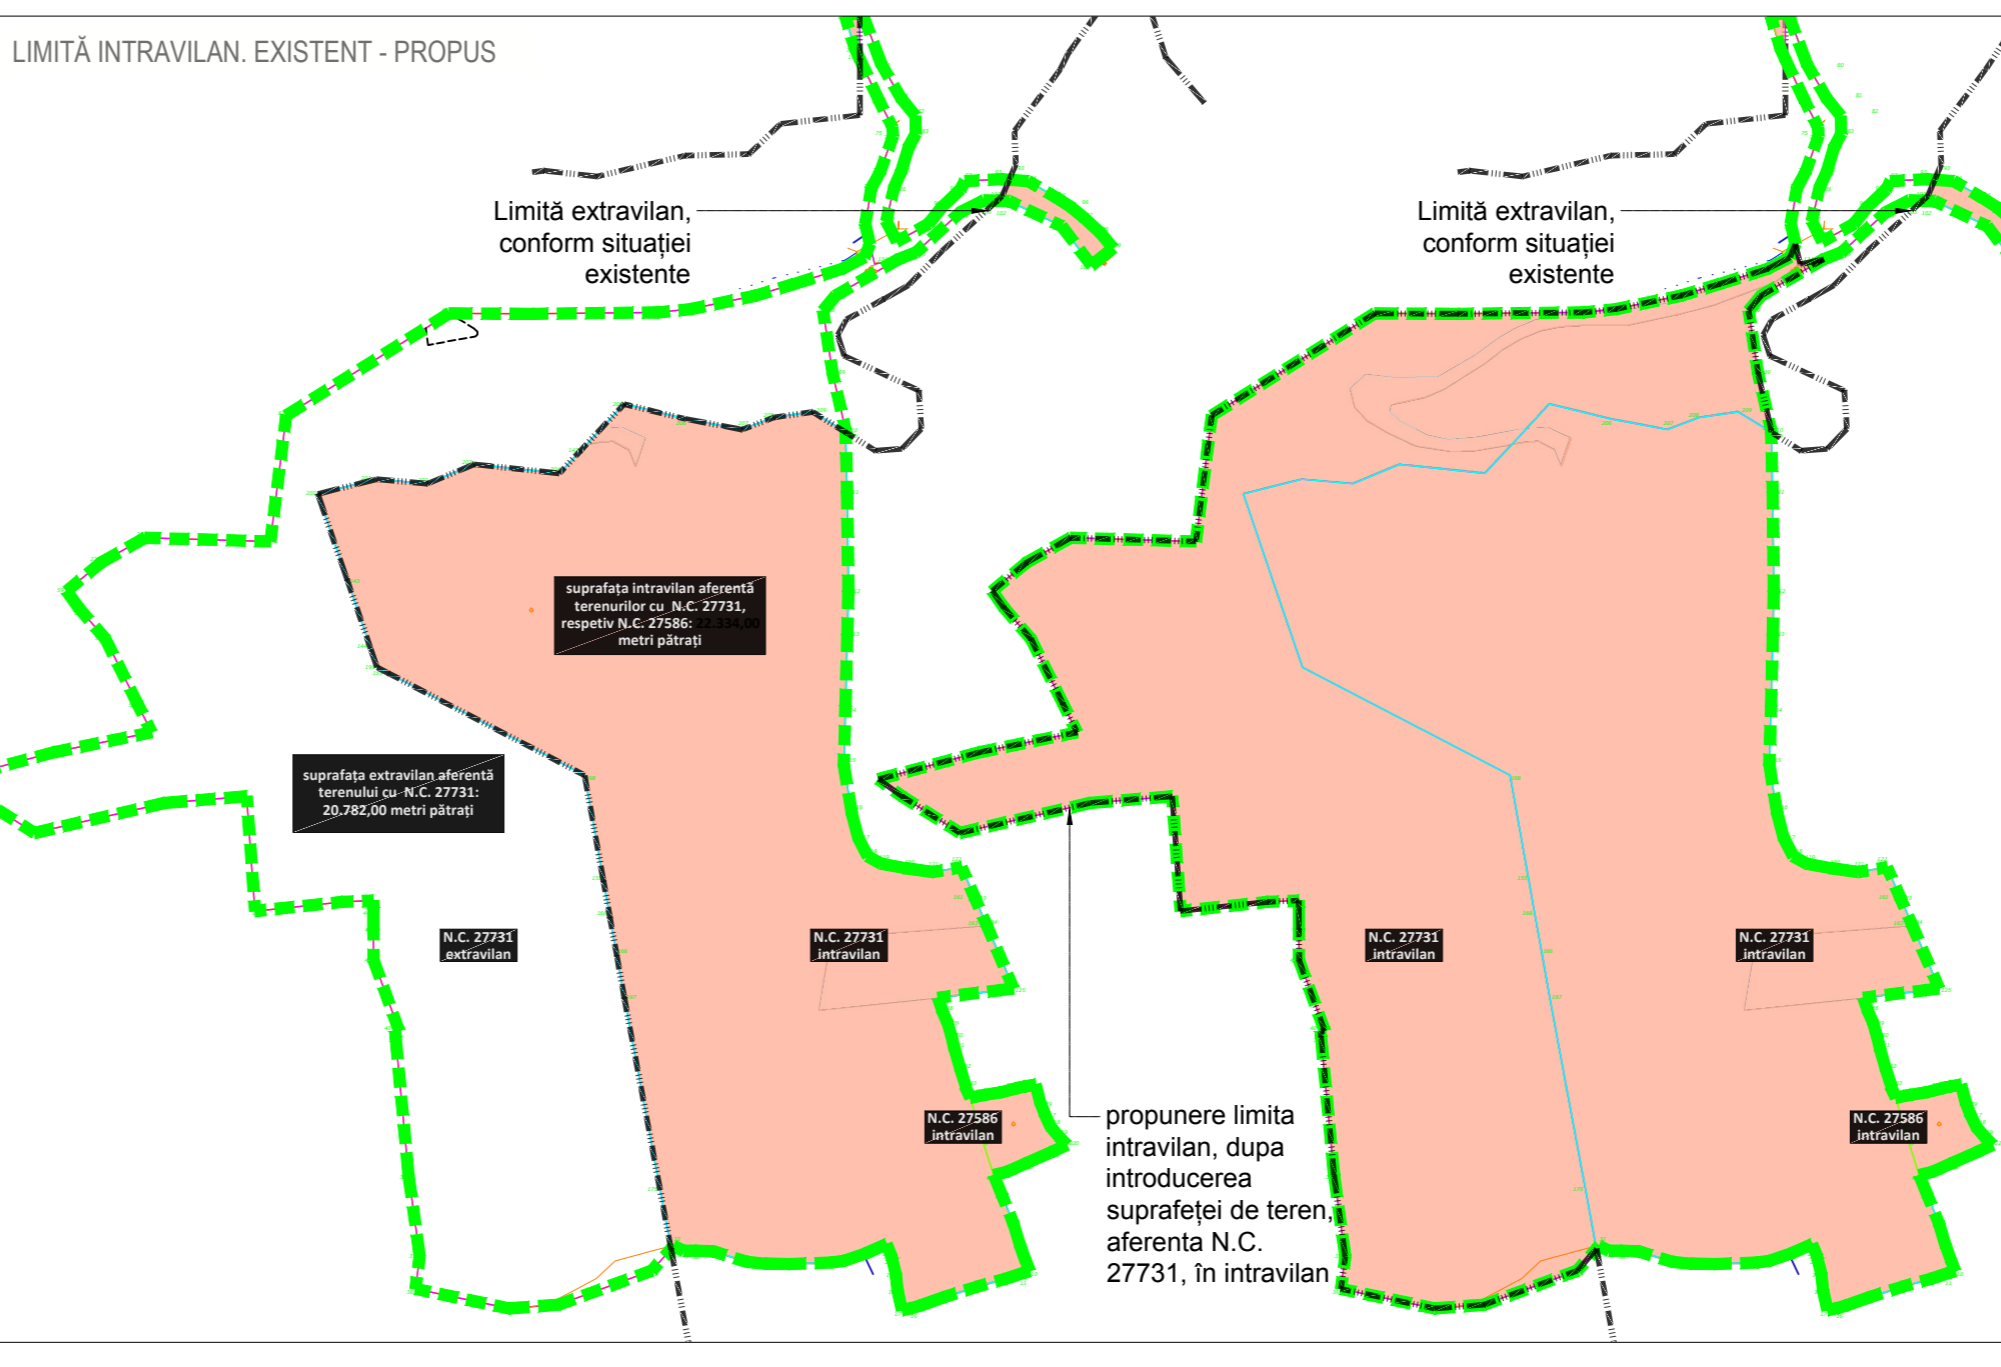 LIMITĂ INTRAVILAN. EXISTENT - PROPUS
Limită extravilan,
conform situației
existente
Limită extravilan,
conform situației
existente
suprafața intravilan aferentă
terenurilor cu N.C. 27731,
respetiv N.C. 27586: 22.334,00
metri pătrați
suprafața extravilan aferentă
terenului cu N.C. 27731:
20.782,00 metri pătrați
N.C. 27731
extravilan
N.C. 27731
intravilan
N.C. 27731
intravilan
N.C. 27731
intravilan
N.C. 27586
intravilan
N.C. 27586
intravilan
propunere limita
intravilan, dupa
introducerea
suprafeței de teren,
aferenta N.C.
27731, în intravilan